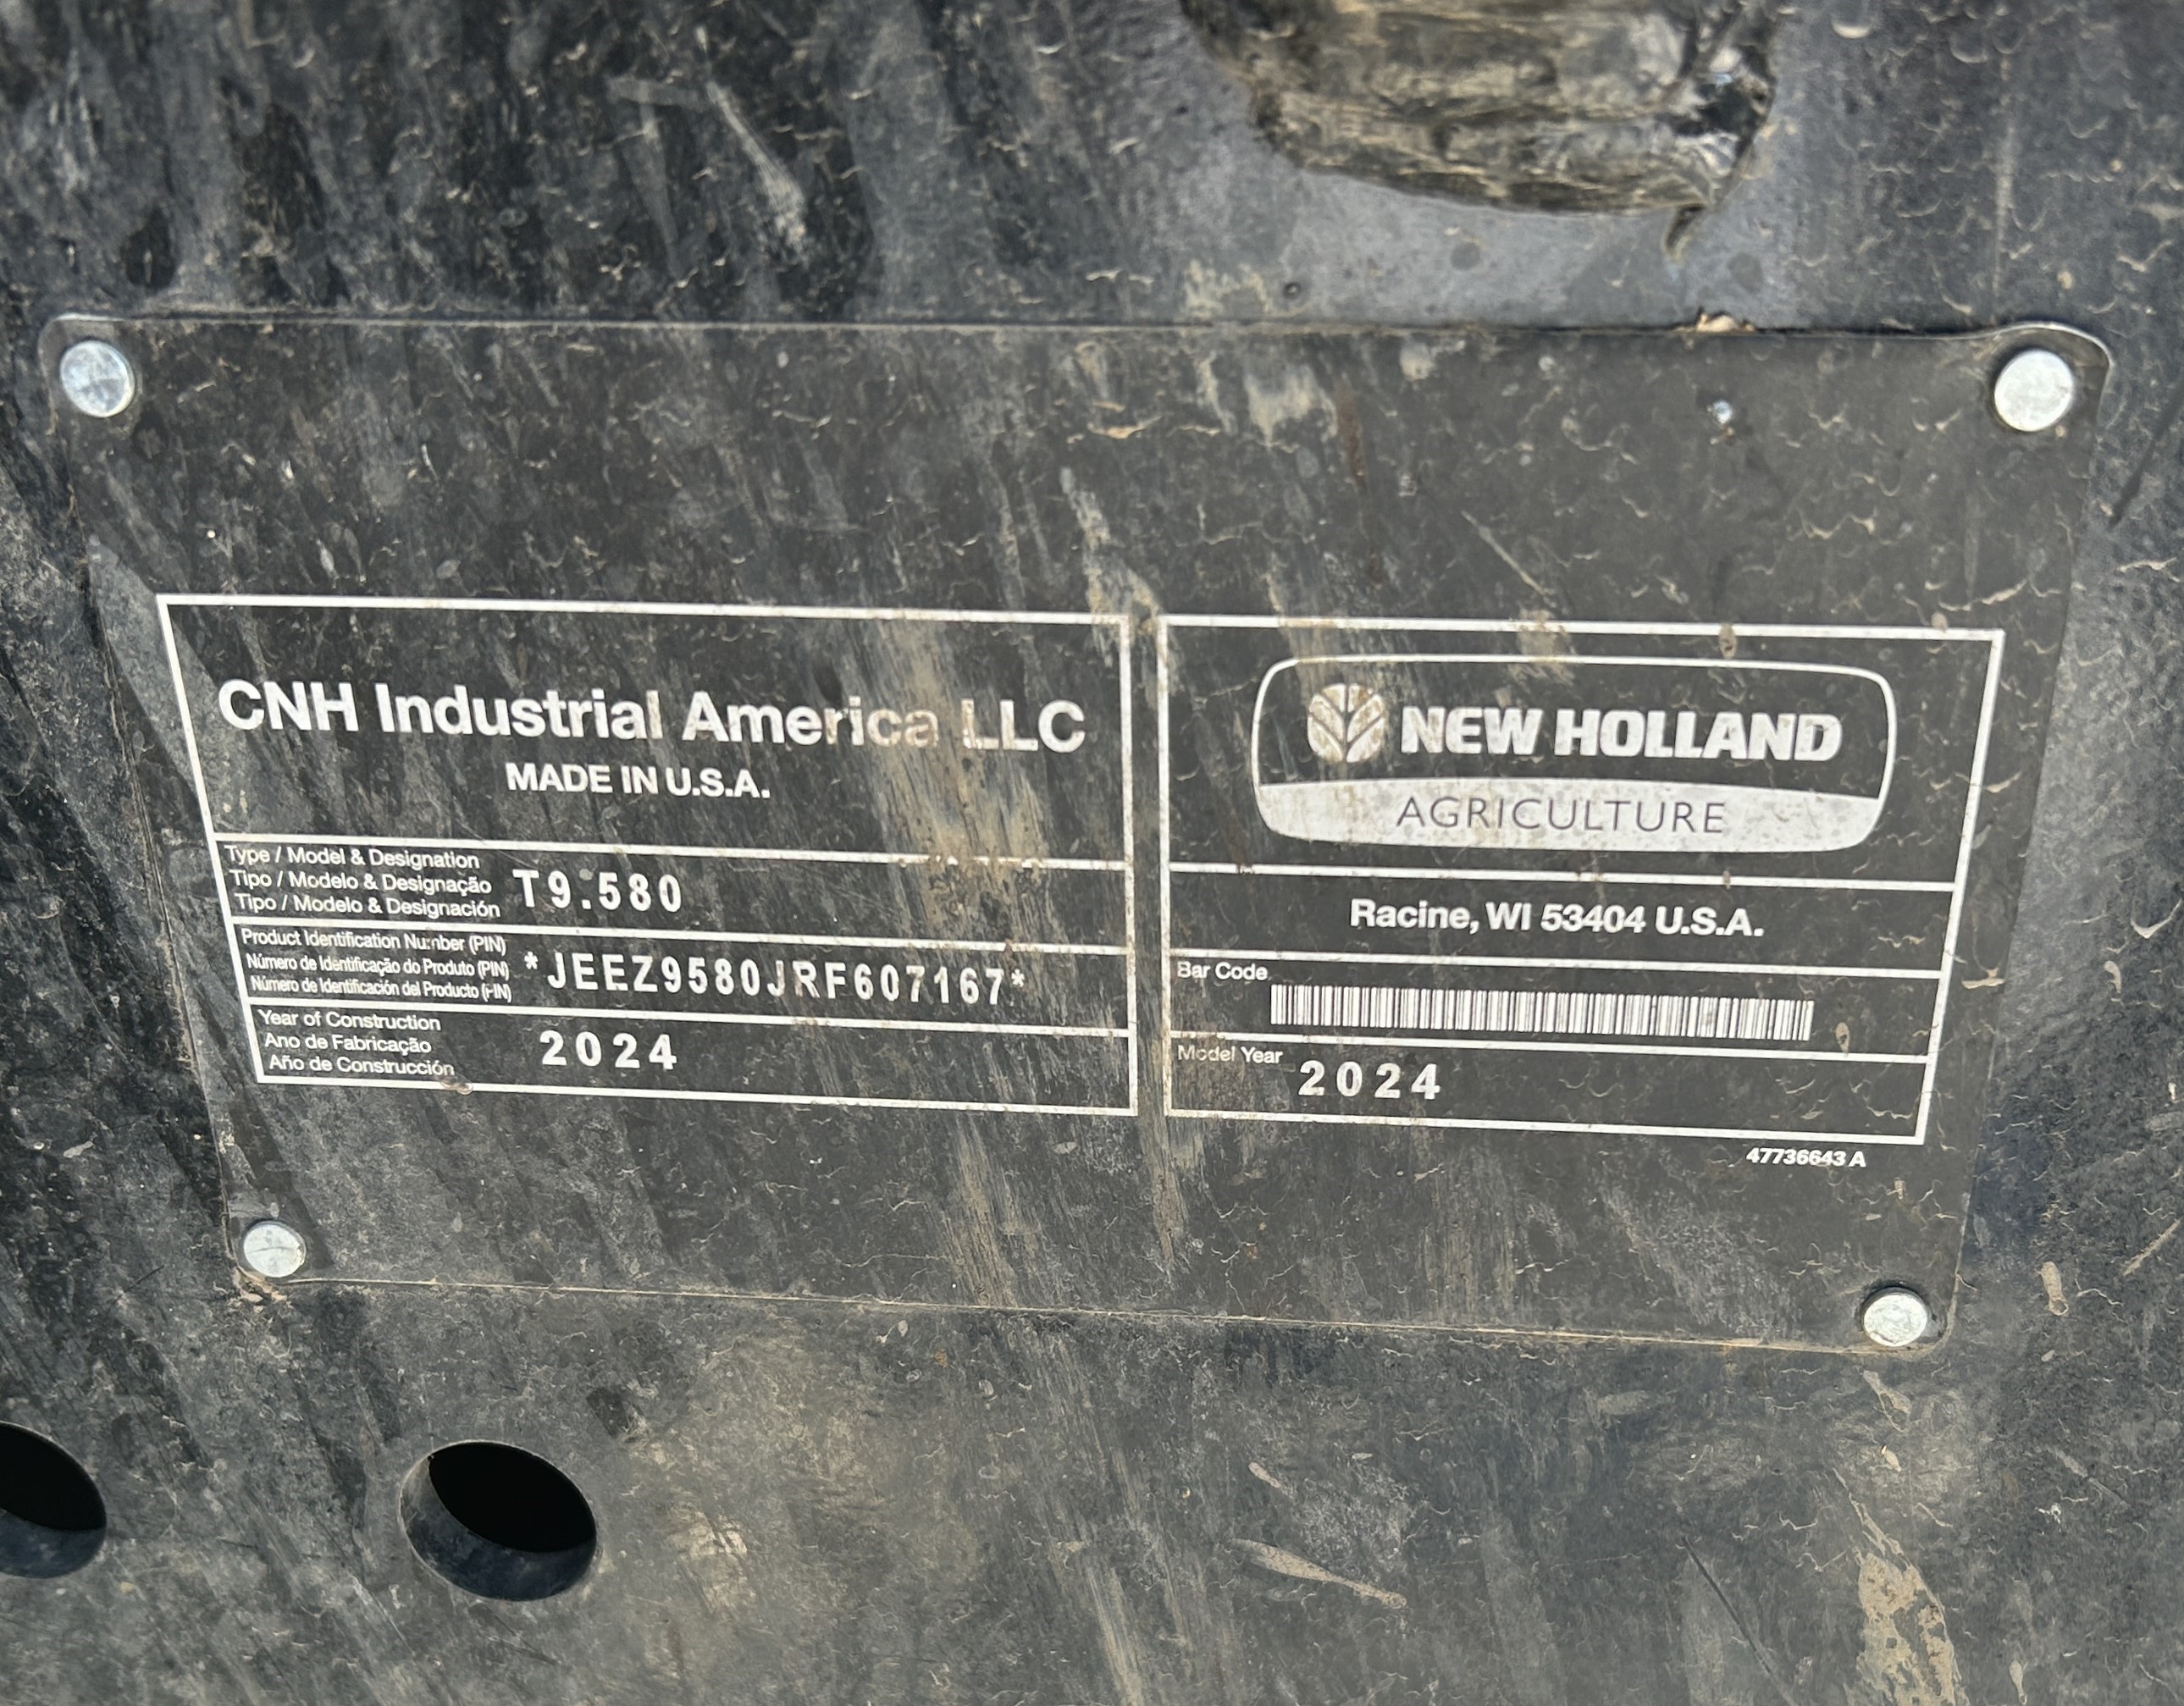 CNH Industrial America LLC
MADE IN U.S.A.
Type / Model & Designation
Tipo / Modelo & Designação
Tipo / Modelo & Designación
T9.580
Product Identification Number (PIN)
Número de Identificação do Produto (PIN)
Número de Identificación del Producto (PIN)
*JEEZ9580JRF607167*
Year of Construction
Ano de Fabricação
Año de Construcción
2024
NEW HOLLAND
AGRICULTURE
Racine, WI 53404 U.S.A.
Bar Code
Model Year
2024
47736643 A